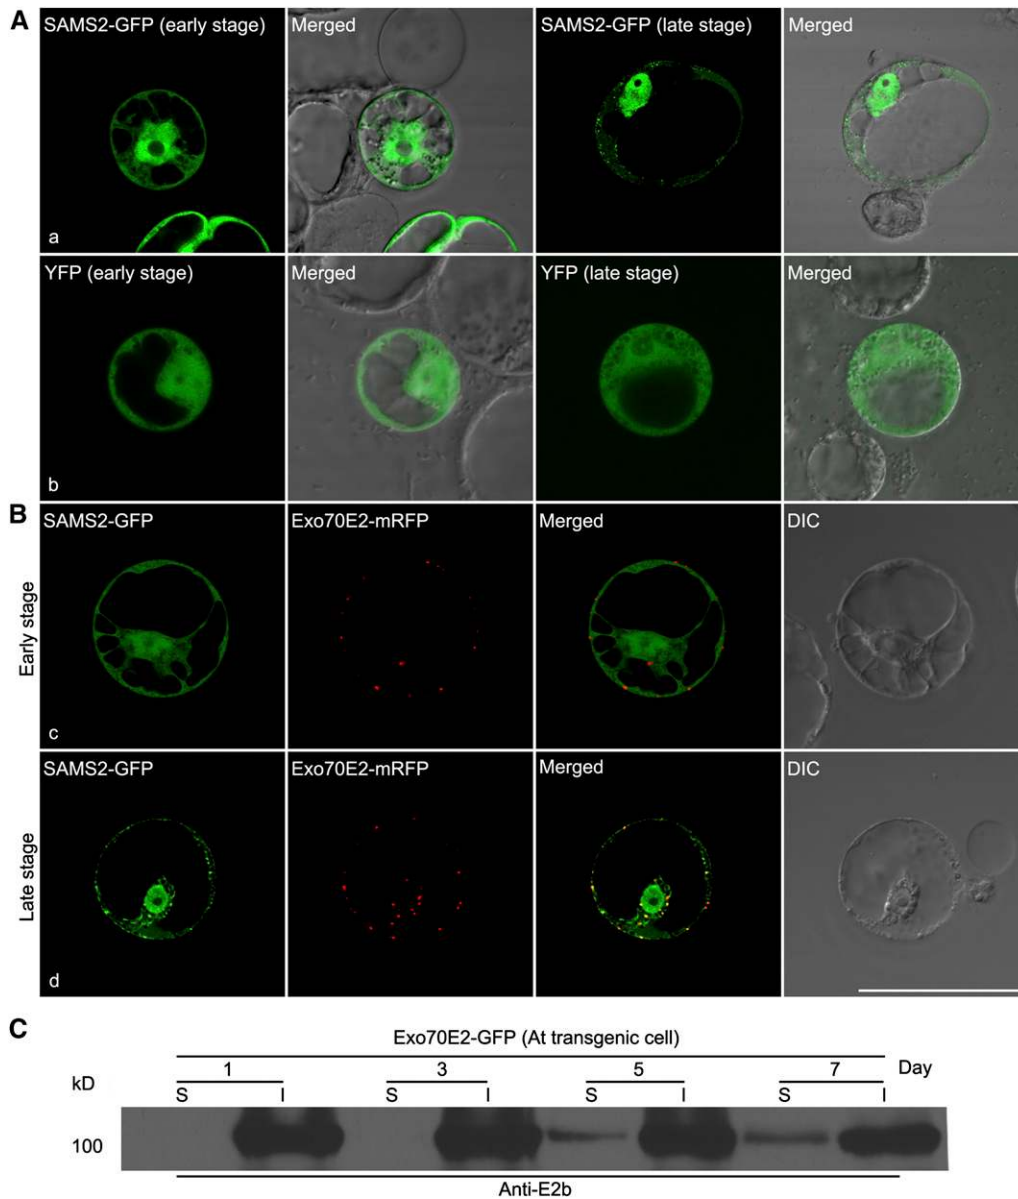 A
SAMS2-GFP (early stage) Merged SAMS2-GFP (late stage) Merged
a
YFP (early stage) Merged YFP (late stage) Merged
b
B
SAMS2-GFP Exo70E2-mRFP Merged DIC
Early stage
c
SAMS2-GFP Exo70E2-mRFP Merged DIC
Late stage
d
C
Exo70E2-GFP (At transgenic cell)
1 3 5 7 Day
kD S I S I S I S I
100
Anti-E2b